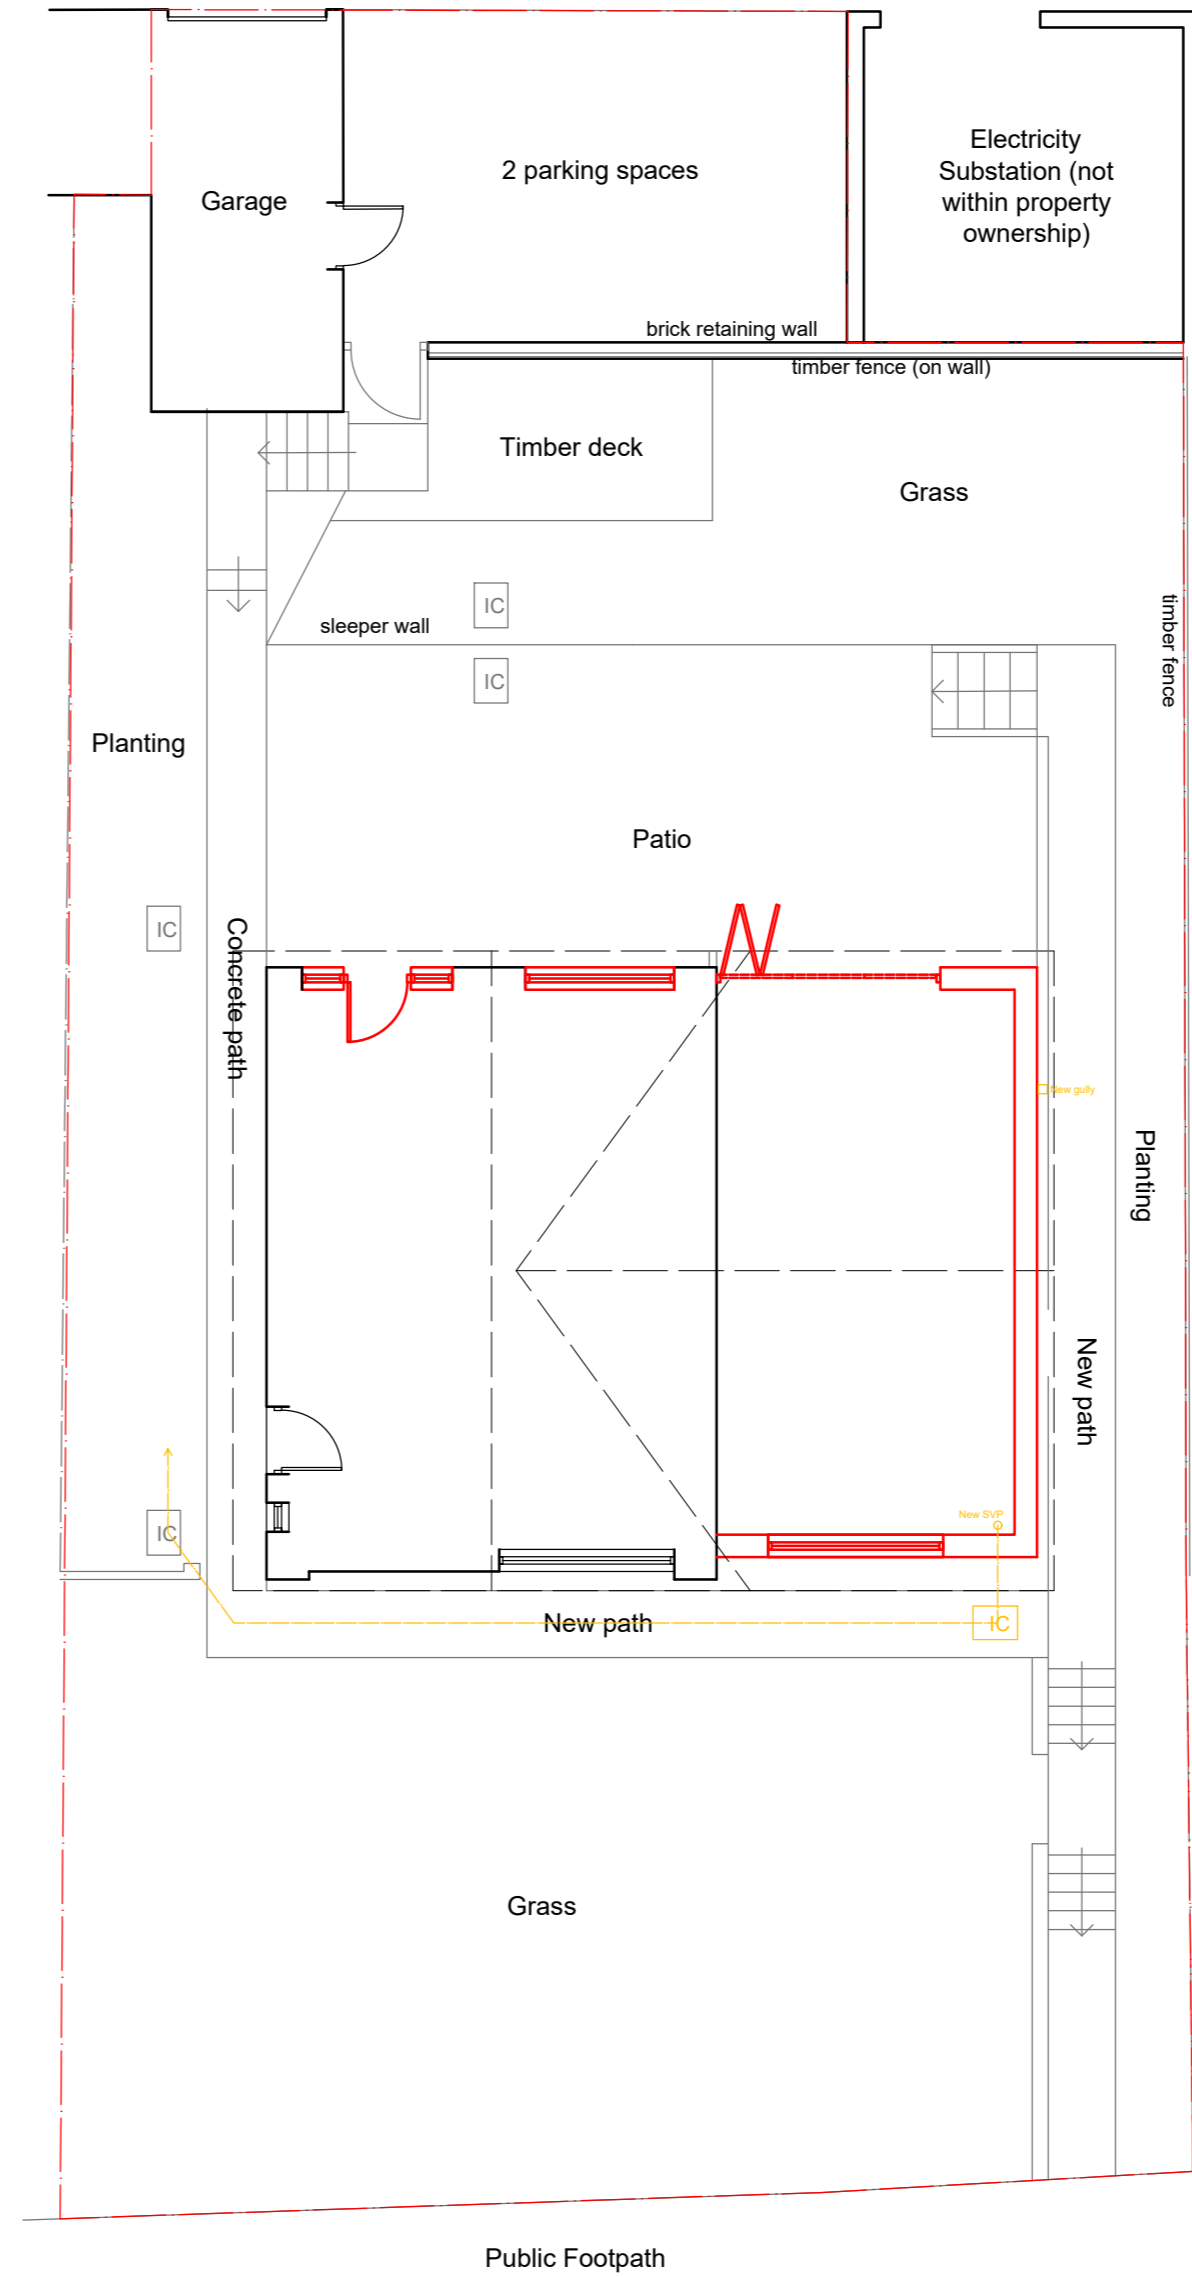 Electricity
Substation (not
within property
ownership)
2 parking spaces
Garage
brick retaining wall
timber fence (on wall)
Timber deck
Grass
IC
sleeper wall
timber fence
IC
Planting
Patio
IC
Concrete path
New gully
Planting
New path
New SVP
IC
New path
IC
Grass
Public Footpath